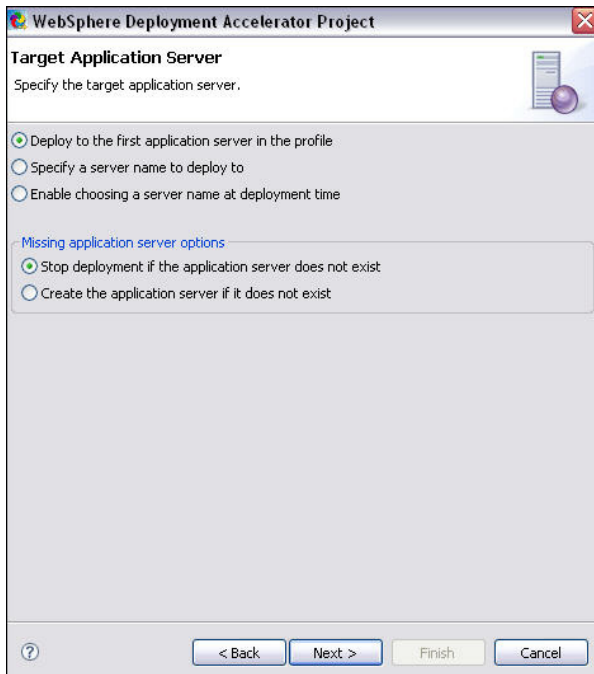 WebSphere Deployment Accelerator Project
Target Application Server
Specify the target application server.
Deploy to the first application server in the profile
Specify a server name to deploy to
Enable choosing a server name at deployment time
Missing application server options
Stop deployment if the application server does not exist
Create the application server if it does not exist
?
< Back
Next >
Finish
Cancel